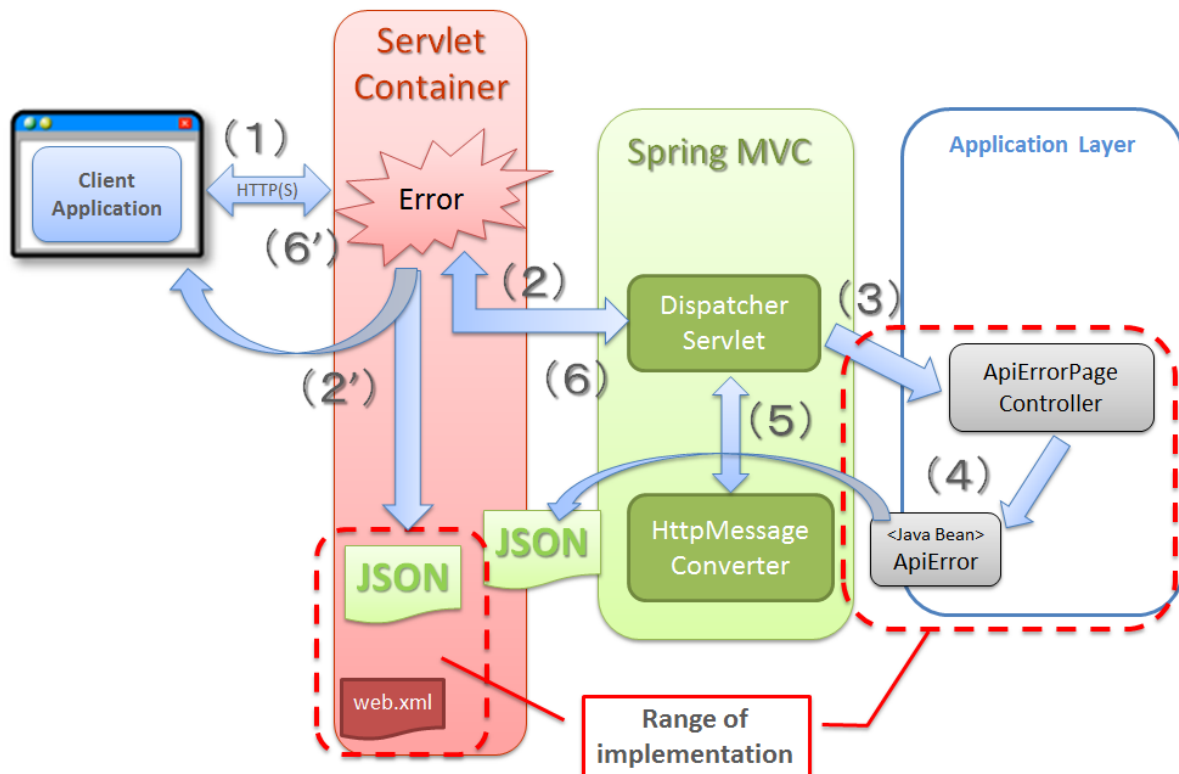 Servlet
Container
(1)
Client
Application
HTTP(S)
Error
(6’)
Spring MVC
Application Layer
(2)
Dispatcher
Servlet
(3)
(2’)
(6)
ApiErrorPage
Controller
(5)
(4)
JSON
JSON
HttpMessage
Converter
<Java Bean>
ApiError
web.xml
Range of
implementation